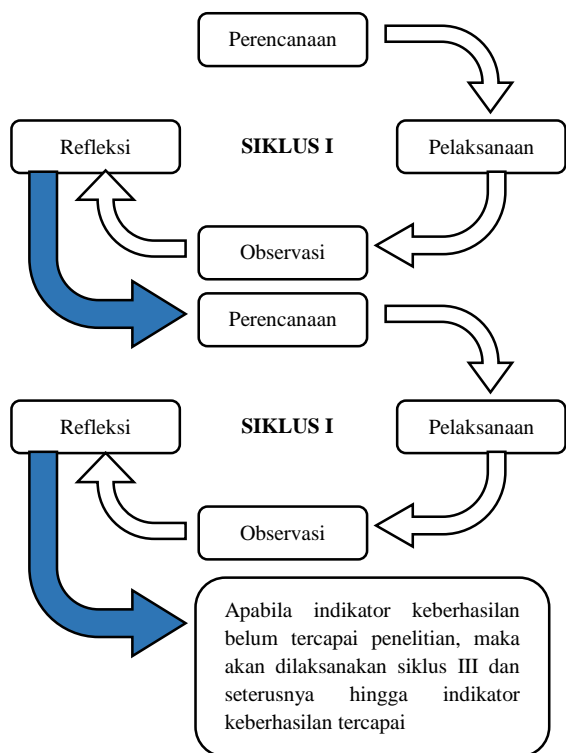 Perencanaan
Refleksi
SIKLUS I
Pelaksanaan
Observasi
Perencanaan
Refleksi
SIKLUS I
Pelaksanaan
Observasi
Apabila indikator keberhasilan
belum tercapai penelitian, maka
akan dilaksanakan siklus III dan
seterusnya hingga indikator
keberhasilan tercapai